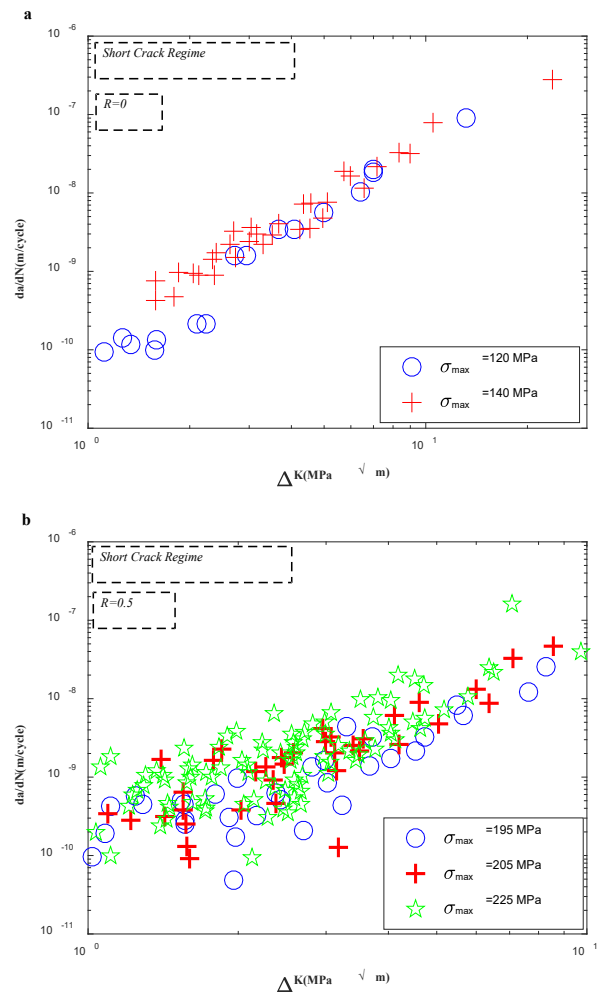 a
10^-6
Short Crack Regime
R=0
10^-7
10^-8
da/dN(m/cycle)
10^-9
10^-10
σmax =120 MPa
σmax =140 MPa
10^-11
10^0
10^1
ΔK(MPa √ m)
b
10^-6
Short Crack Regime
R=0.5
10^-7
10^-8
da/dN(m/cycle)
10^-9
10^-10
σmax =195 MPa
σmax =205 MPa
σmax =225 MPa
10^-11
10^0
10^1
ΔK(MPa √ m)